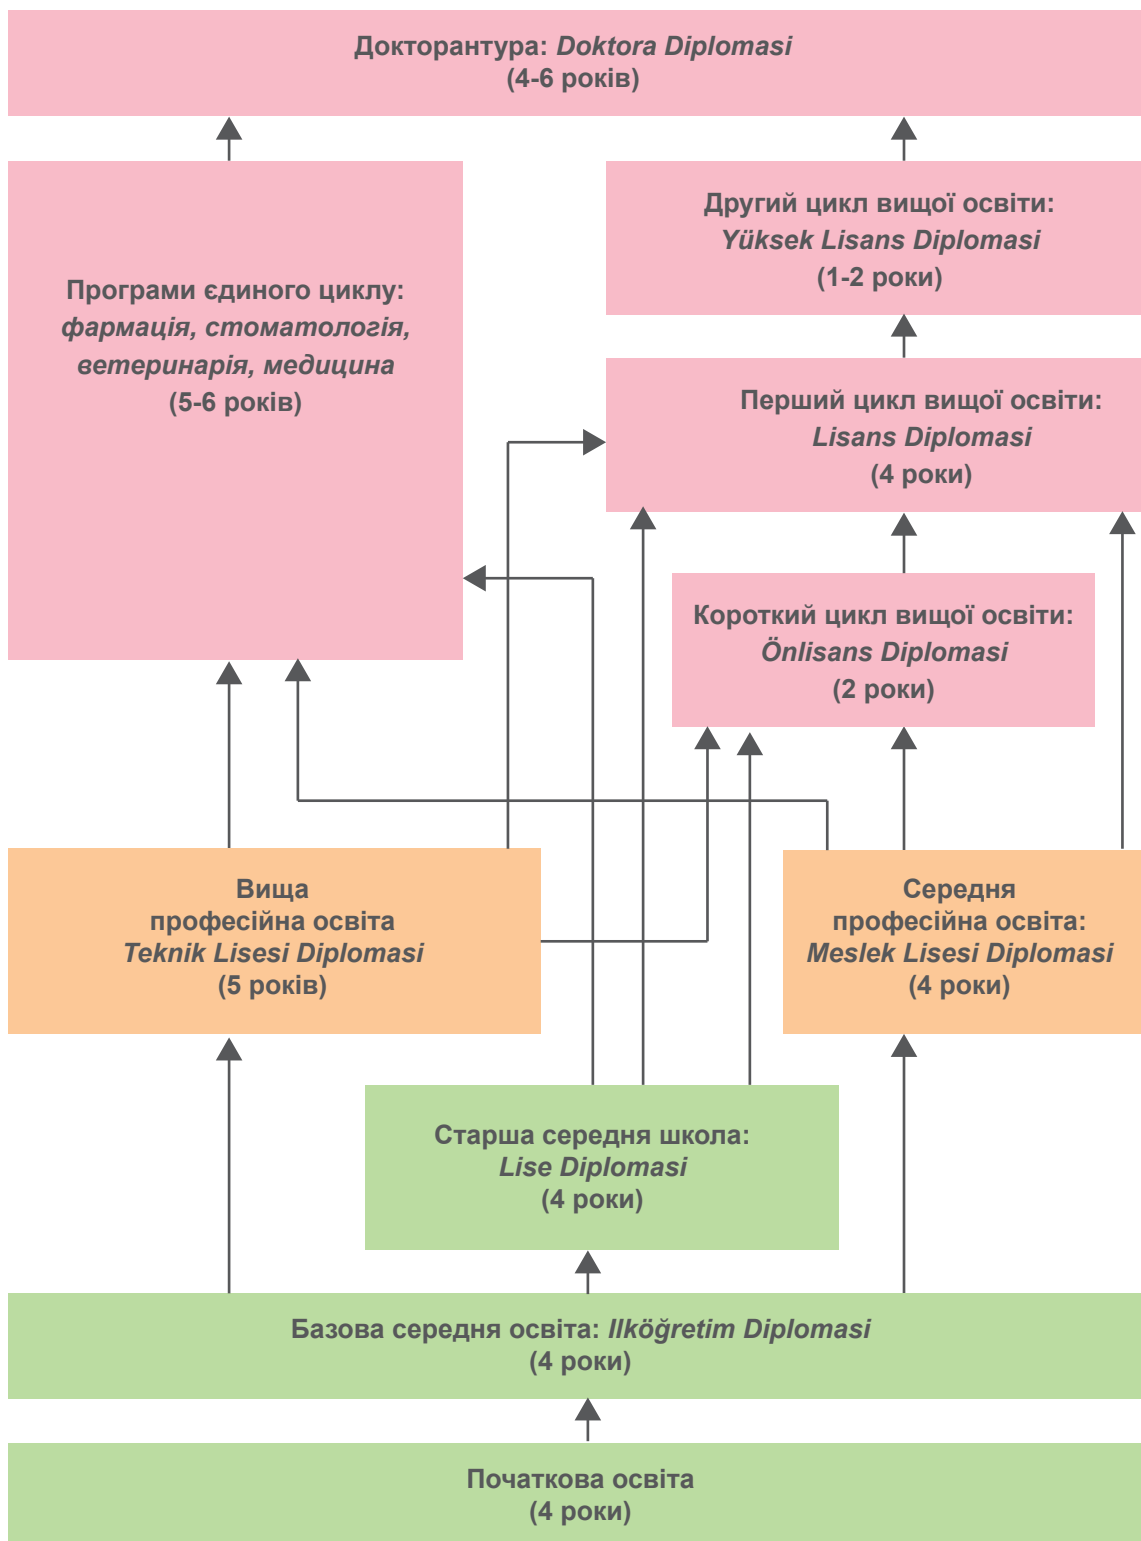 Докторантура: Doktora Diplomasi
(4-6 років)
Програми єдиного циклу:
фармація, стоматологія,
ветеринарія, медицина
(5-6 років)
Другий цикл вищої освіти:
Yüksek Lisans Diplomasi
(1-2 роки)
Перший цикл вищої освіти:
Lisans Diplomasi
(4 роки)
Короткий цикл вищої освіти:
Önlisans Diplomasi
(2 роки)
Вища
професійна освіта
Teknik Lisesi Diplomasi
(5 років)
Середня
професійна освіта:
Meslek Lisesi Diplomasi
(4 роки)
Старша середня школа:
Lise Diplomasi
(4 роки)
Базова середня освіта: Ilköğretim Diplomasi
(4 роки)
Початкова освіта
(4 роки)